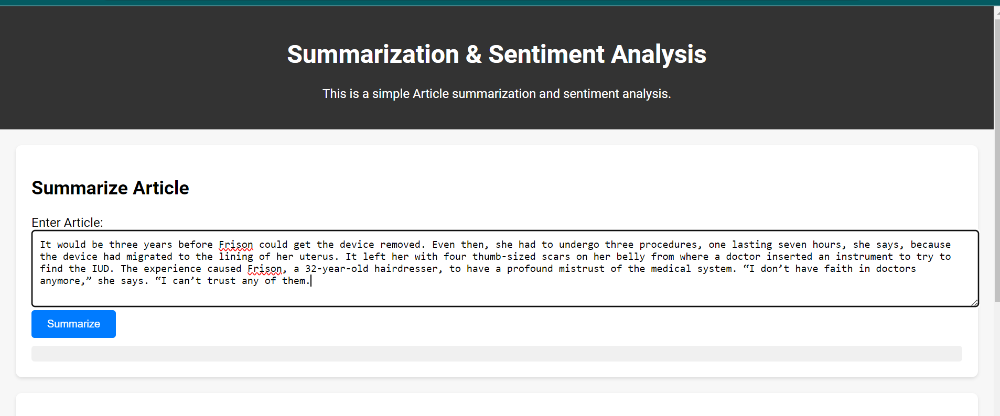 Summarization & Sentiment Analysis
This is a simple Article summarization and sentiment analysis.
Summarize Article
Enter Article:
It would be three years before Frison could get the device removed. Even then, she had to undergo three procedures, one lasting seven hours, she says, because
the device had migrated to the lining of her uterus. It left her with four thumb-sized scars on her belly from where a doctor inserted an instrument to try to
find the IUD. The experience caused Frison, a 32-year-old hairdresser, to have a profound mistrust of the medical system. “I don’t have faith in doctors
anymore,” she says. “I can’t trust any of them.
Summarize